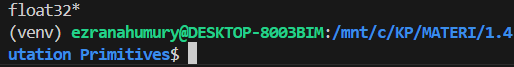 float32*
(venv) ezranahumury@DESKTOP-8003BIM:/mnt/c/KP/MATERI/1.4
utation Primitives$